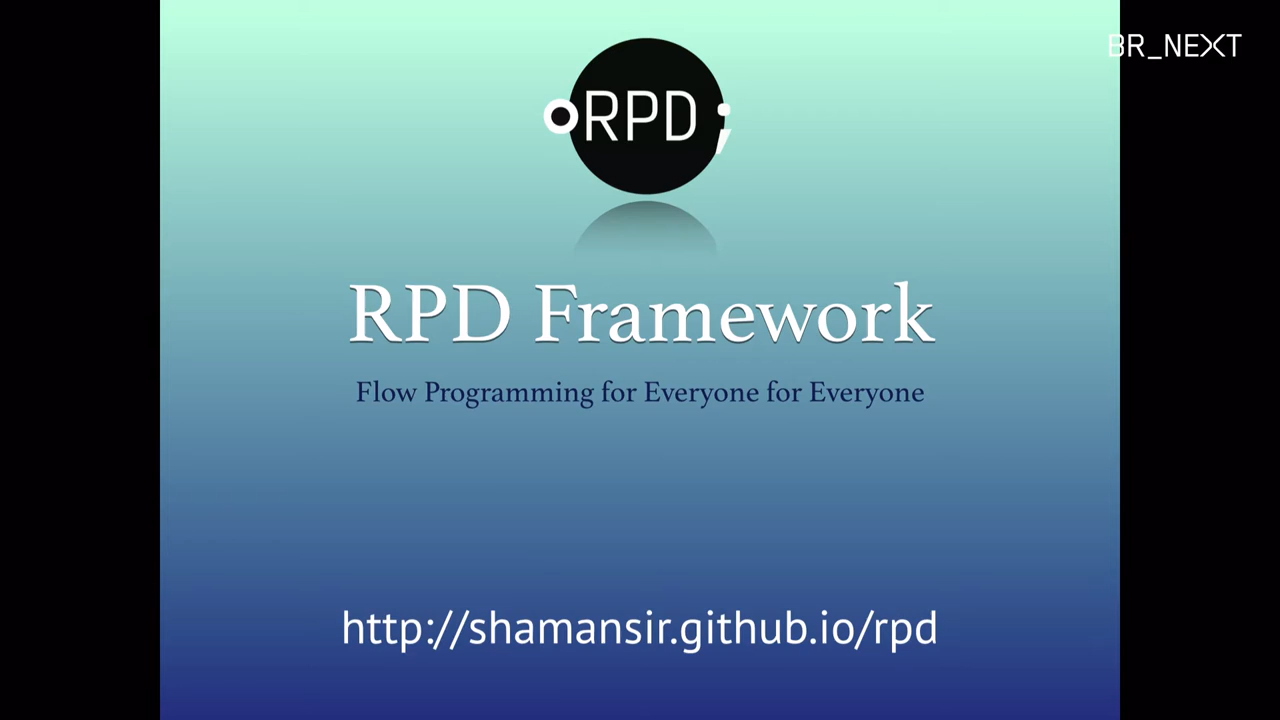 BR_NEXT
RPD ;
RPD Framework
Flow Programming for Everyone for Everyone
http://shamansir.github.io/rpd